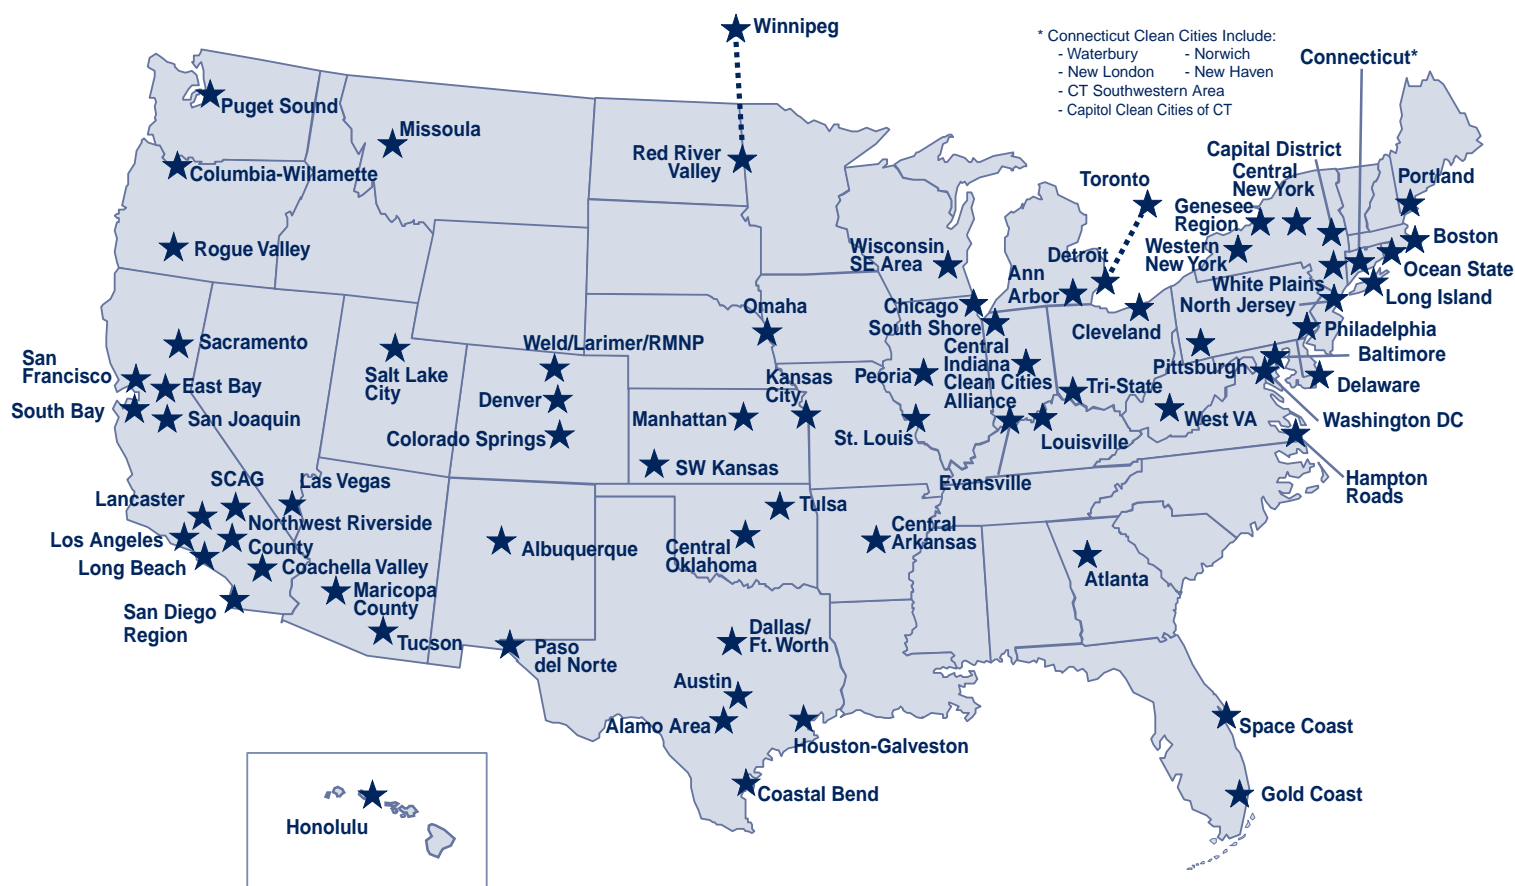 Winnipeg
* Connecticut Clean Cities Include:
- Waterbury
- Norwich
- New London
- New Haven
- CT Southwestern Area
- Capitol Clean Cities of CT
Connecticut*
Puget Sound
Missoula
Columbia-Willamette
Red River
Valley
Capital District
Central
New York
Toronto
Portland
Genesee
Region
Rogue Valley
Wisconsin
SE Area
Western
New York
Boston
Detroit
Ann
Arbor
Ocean State
White Plains
Long Island
North Jersey
Chicago
Omaha
South Shore
Cleveland
Philadelphia
Sacramento
Weld/Larimer/RMNP
Central
Indiana
Clean Cities
Alliance
Baltimore
San
Francisco
Salt Lake
City
Kansas
City
Peoria
Pittsburgh
East Bay
Denver
Tri-State
Delaware
South Bay
San Joaquin
Manhattan
West VA
Washington DC
Colorado Springs
St. Louis
Louisville
SW Kansas
Evansville
Hampton
Roads
SCAG
Las Vegas
Lancaster
Tulsa
Northwest Riverside
County
Central
Arkansas
Los Angeles
Albuquerque
Central
Oklahoma
Long Beach
Coachella Valley
Atlanta
Maricopa
County
San Diego
Region
Tucson
Paso
del Norte
Dallas/
Ft. Worth
Austin
Alamo Area
Space Coast
Houston-Galveston
Coastal Bend
Gold Coast
Honolulu